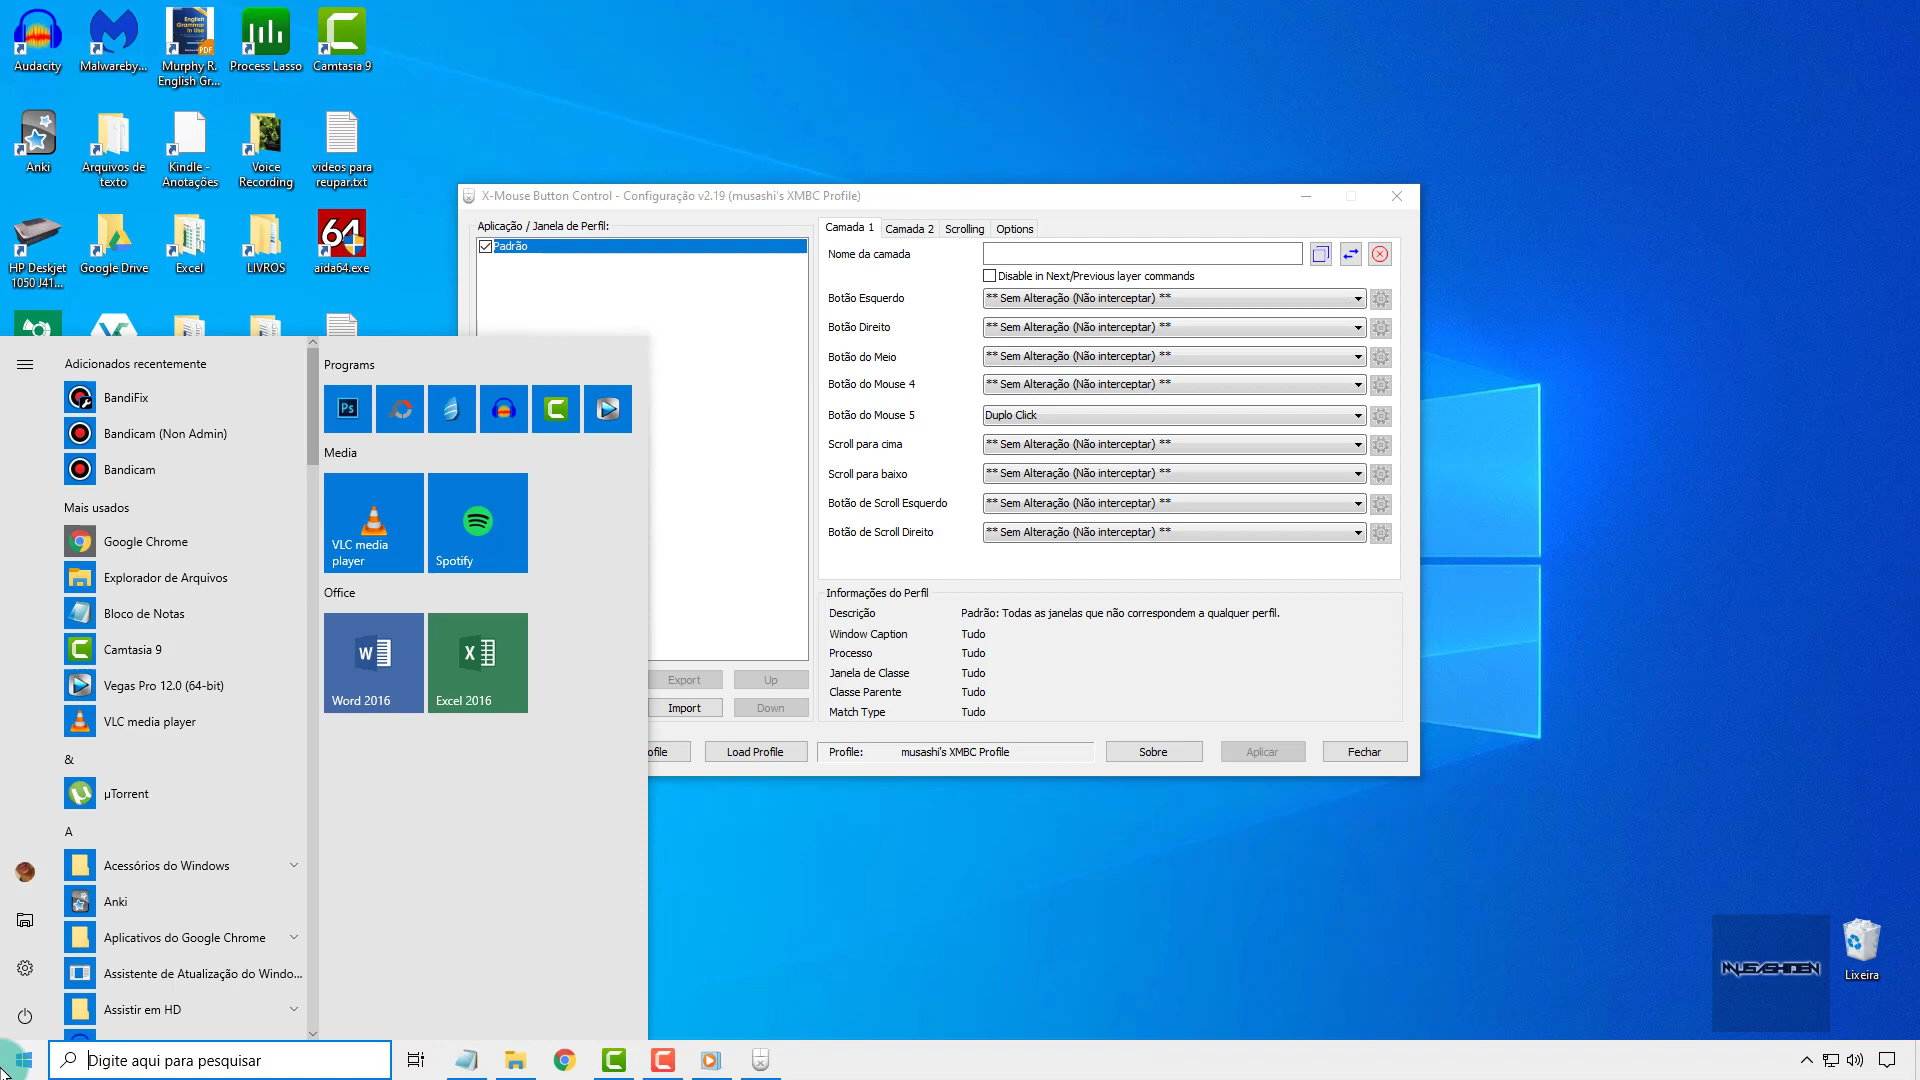 Audacity
Malwareby...
English
Grammar
in Use
PDF
Murphy R.
English Gr...
Process Lasso
Camtasia 9
Anki
Arquivos de
texto
Kindle -
Anotações
Voice
Recording
videos para
reupar.txt
HP Deskjet
1050 J41...
Google Drive
Excel
LIVROS
64
aida64.exe
X-Mouse Button Control - Configuração v2.19 (musashi's XMBC Profile)
Aplicação / Janela de Perfil:
Padrão
Camada 1
Camada 2
Scrolling
Options
Nome da camada
Disable in Next/Previous layer commands
Botão Esquerdo
** Sem Alteração (Não interceptar) **
Botão Direito
** Sem Alteração (Não interceptar) **
Botão do Meio
** Sem Alteração (Não interceptar) **
Botão do Mouse 4
** Sem Alteração (Não interceptar) **
Botão do Mouse 5
Duplo Click
Scroll para cima
** Sem Alteração (Não interceptar) **
Scroll para baixo
** Sem Alteração (Não interceptar) **
Botão de Scroll Esquerdo
** Sem Alteração (Não interceptar) **
Botão de Scroll Direito
** Sem Alteração (Não interceptar) **
Informações do Perfil
Descrição
Padrão: Todas as janelas que não correspondem a qualquer perfil.
Window Caption
Tudo
Processo
Tudo
Janela de Classe
Tudo
Classe Parente
Tudo
Match Type
Tudo
Export
Up
Import
Down
ofile
Load Profile
Profile:
musashi's XMBC Profile
Sobre
Aplicar
Fechar
Adicionados recentemente
BandiFix
Bandicam (Non Admin)
Bandicam
Mais usados
Google Chrome
Explorador de Arquivos
Bloco de Notas
Camtasia 9
Vegas Pro 12.0 (64-bit)
VLC media player
&
µTorrent
A
Acessórios do Windows
Anki
Aplicativos do Google Chrome
Assistente de Atualização do Windo...
Assistir em HD
Programs
Ps
Media
VLC media
player
Spotify
Office
W
Word 2016
X
Excel 2016
MUSASHIDEN
Lixeira
Digite aqui para pesquisar